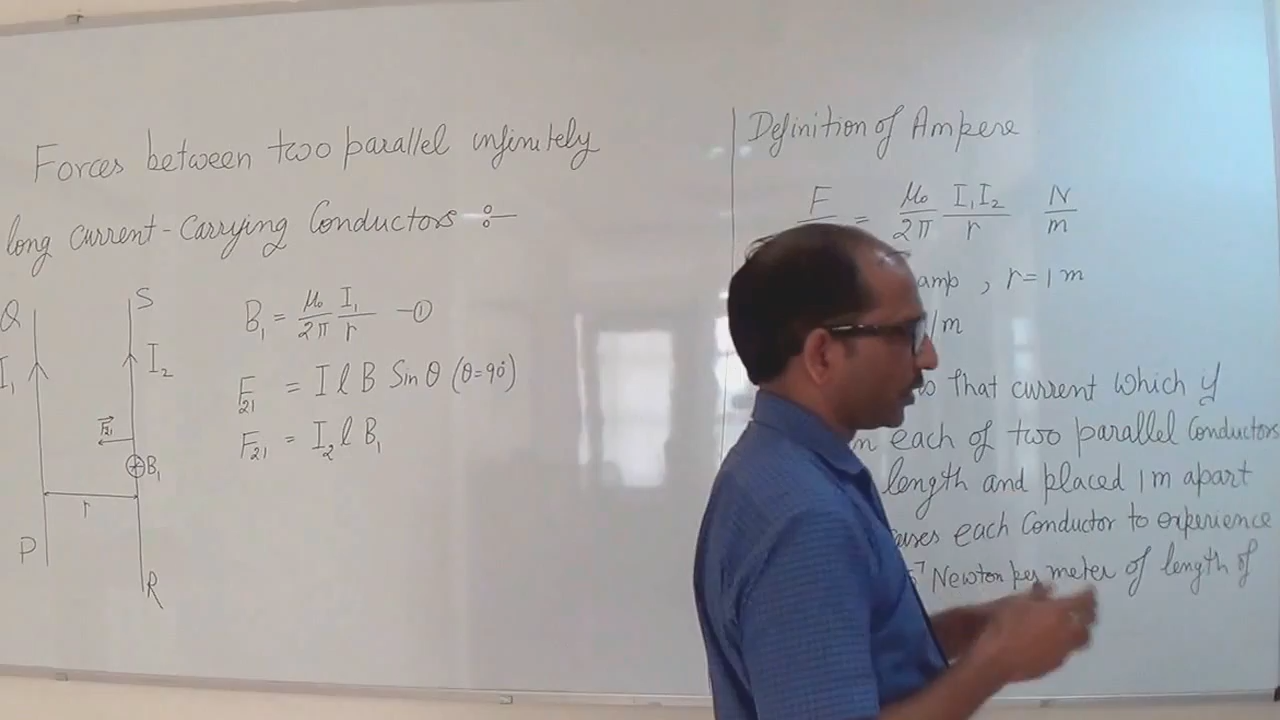 Forces between two parallel infinitely
long current-Carrying Conductors :-
Q
S
I₁
I₂
F₂₁
B₁
r
P
R
B₁ = μ₀/2π I₁/r -①
F₂₁ = I l B Sin θ (θ=90°)
F₂₁ = I₂ l B₁
Definition of Ampere
F = μ₀/2π I₁I₂/r N/m
amp , r = 1 m
/m
that current which if
each of two parallel Conductors
length and placed 1 m apart
each Conductor to experience
Newton per meter of length of